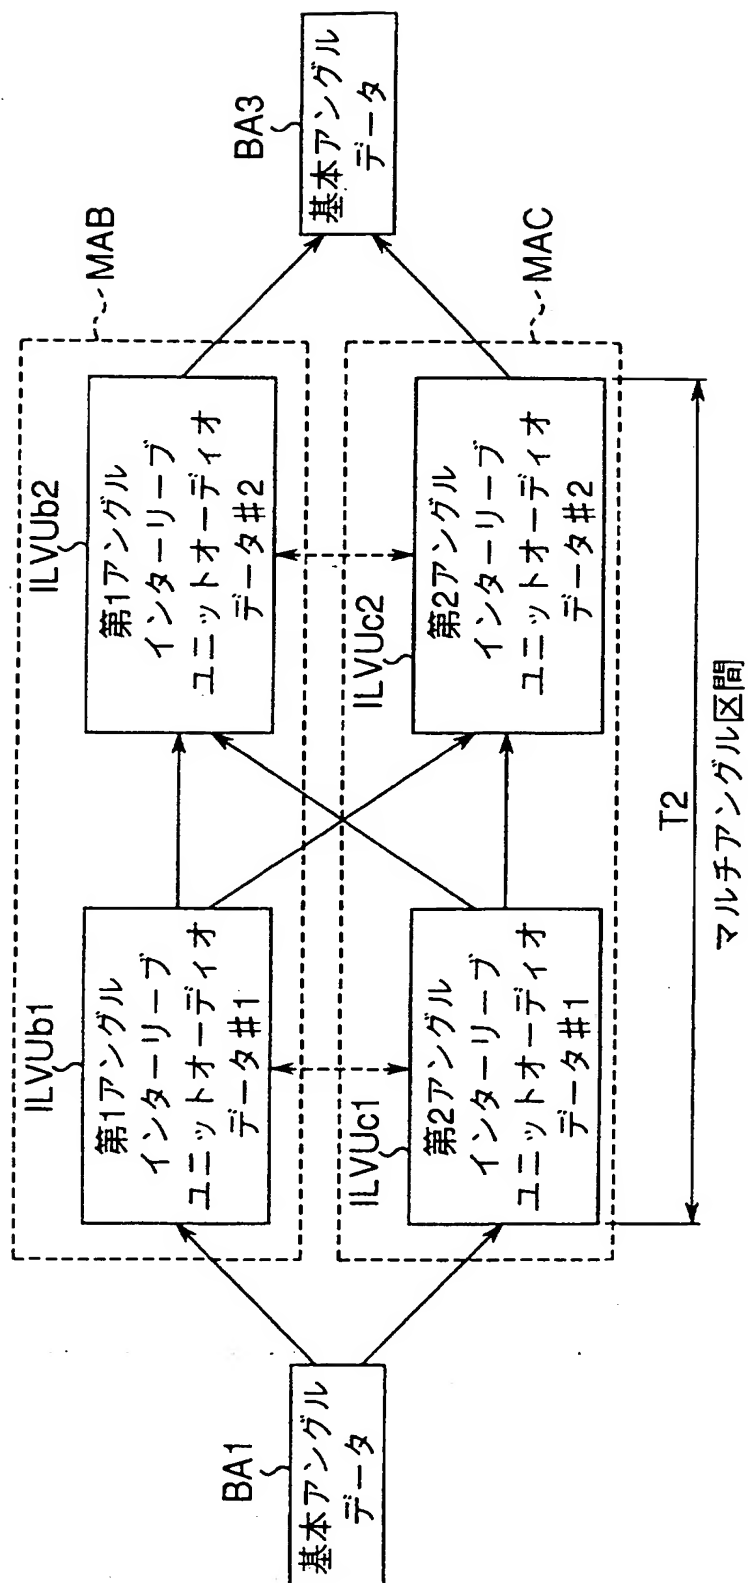 BA1
基本アングル
データ
MAB
ILVUb1
第1アングル
インターリーブ
ユニットオーディオ
データ#1
ILVUb2
第1アングル
インターリーブ
ユニットオーディオ
データ#2
ILVUc1
第2アングル
インターリーブ
ユニットオーディオ
データ#1
ILVUc2
第2アングル
インターリーブ
ユニットオーディオ
データ#2
MAC
BA3
基本アングル
データ
T2
マルチアングル区間